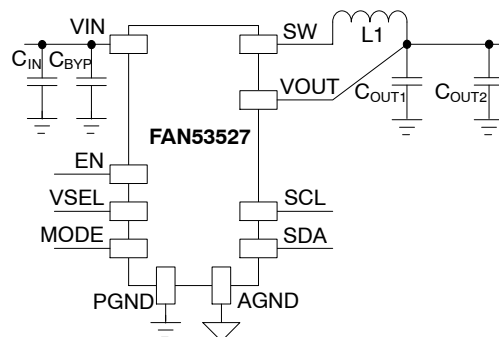 VIN
SW
L1
CIN
CBYP
VOUT
COUT1
COUT2
FAN53527
EN
VSEL
SCL
MODE
SDA
PGND
AGND